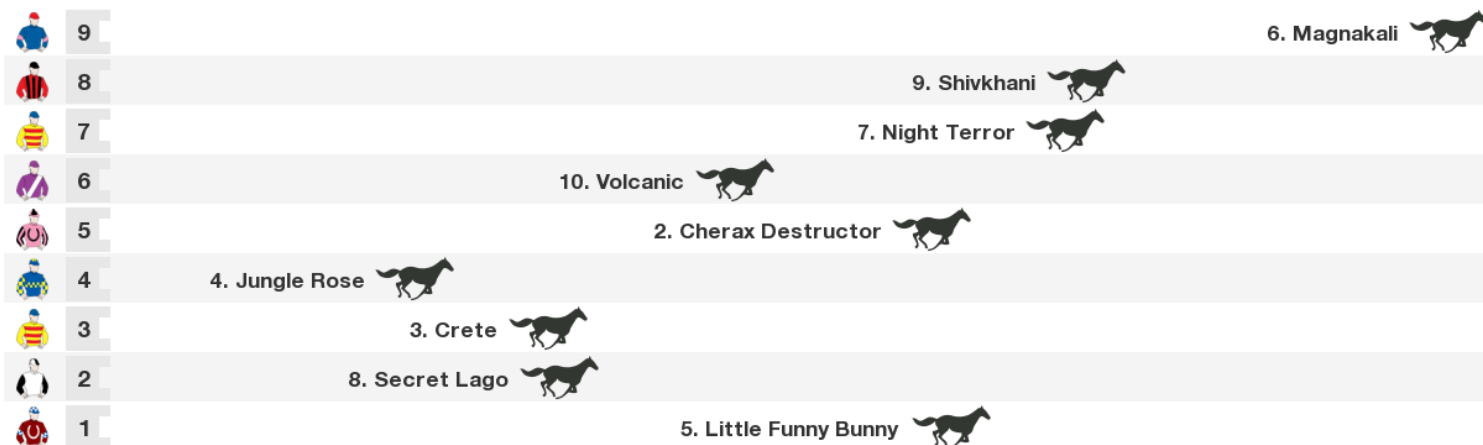 9 6. Magnakali
8 9. Shivkhani
7 7. Night Terror
6 10. Volcanic
5 2. Cherax Destructor
4 4. Jungle Rose
3 3. Crete
2 8. Secret Lago
1 5. Little Funny Bunny